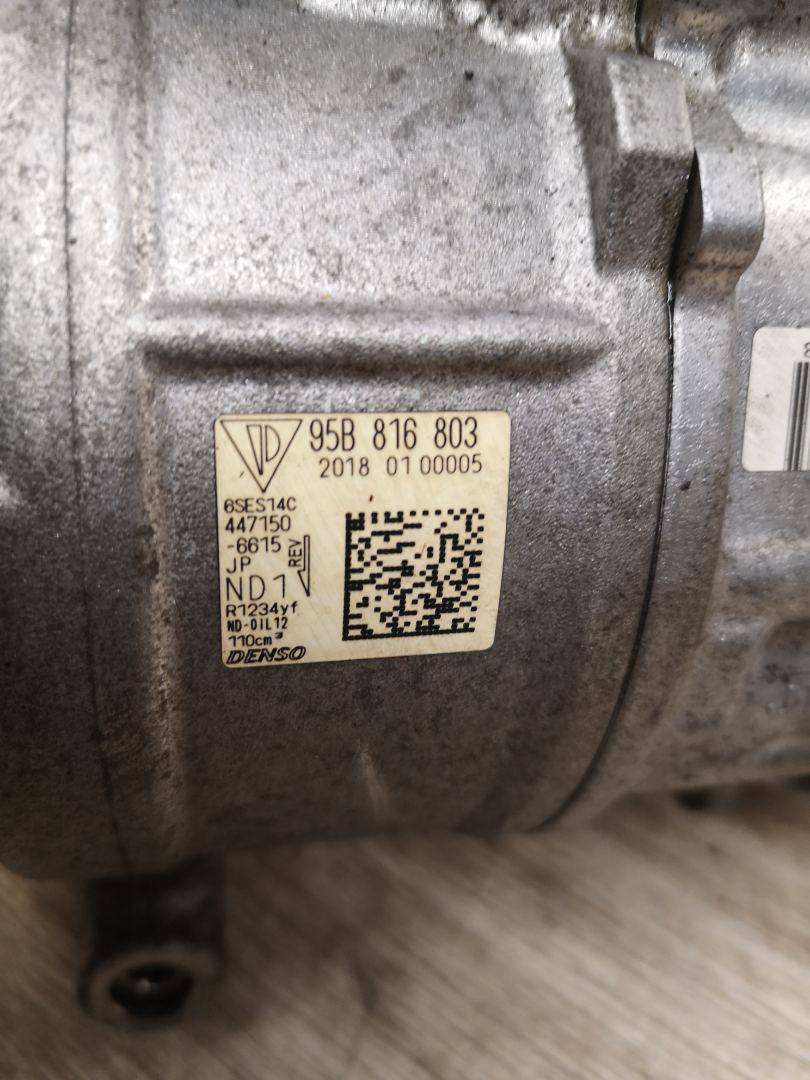 95B 816 803
2018 01 00005
6SES14C
447150
-6615
REV
JP
ND1
R1234yf
ND-OIL12
110cm³
DENSO